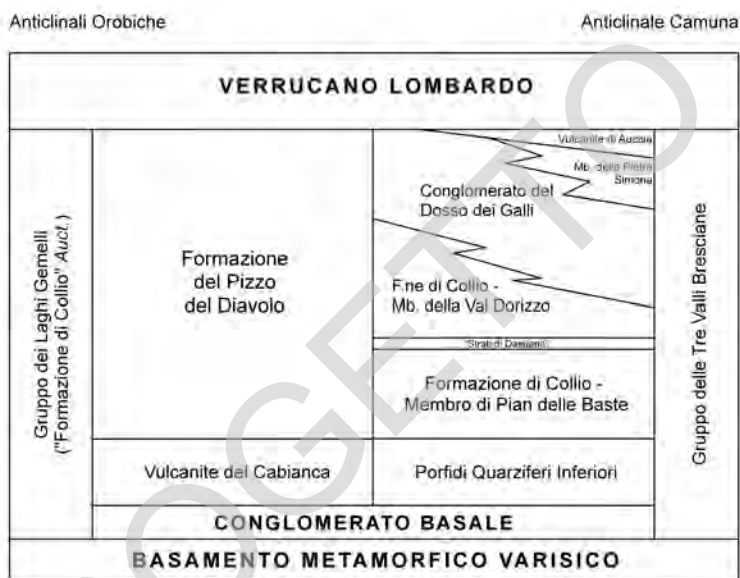 Anticlinali Orobiche
Anticlinale Camuna
VERRUCANO LOMBARDO
Gruppo dei Laghi Gemelli
("Formazione di Collio" Auct.)
Formazione
del Pizzo
del Diavolo
Vulcanite del Cabianca
Vulcanite di Auccia
Mb. della Pietra
Simona
Conglomerato del
Dosso dei Galli
F.ne di Collio -
Mb. della Val Dorizzo
Strati di Dasdana
Formazione di Collio -
Membro di Pian delle Baste
Porfidi Quarziferi Inferiori
Gruppo delle Tre Valli Bresciane
CONGLOMERATO BASALE
BASAMENTO METAMORFICO VARISICO
OGETTO